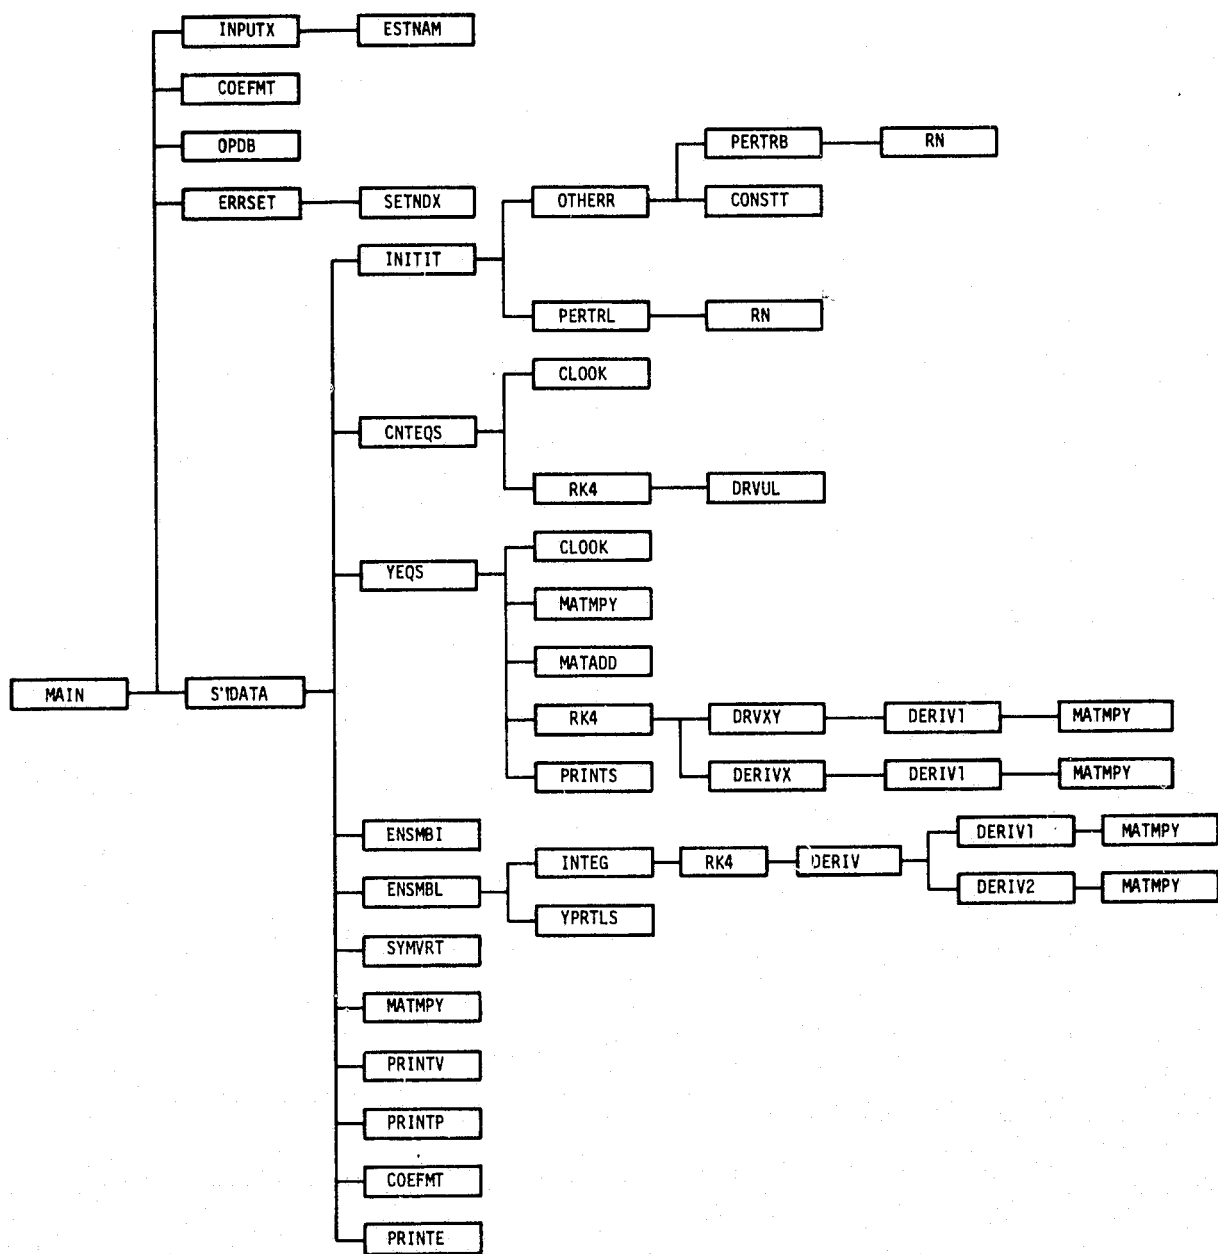 INPUTX ESTNAM
COEFMT
OPDB PERTRB RN
ERRSET SETNDX OTHERR CONSTT
INITIT
PERTRL RN
CLOOK
CNTEQS
RK4 DRVUL
CLOOK
YEQS
MATMPY
MATADD
MAIN S'1DATA
RK4 DRVXY DERIV1 MATMPY
PRINTS DERIVX DERIV1 MATMPY
ENSMBI DERIV1 MATMPY
INTEG RK4 DERIV
ENSMBL DERIV2 MATMPY
YPRTLS
SYMVRT
MATMPY
PRINTV
PRINTP
COEFMT
PRINTE